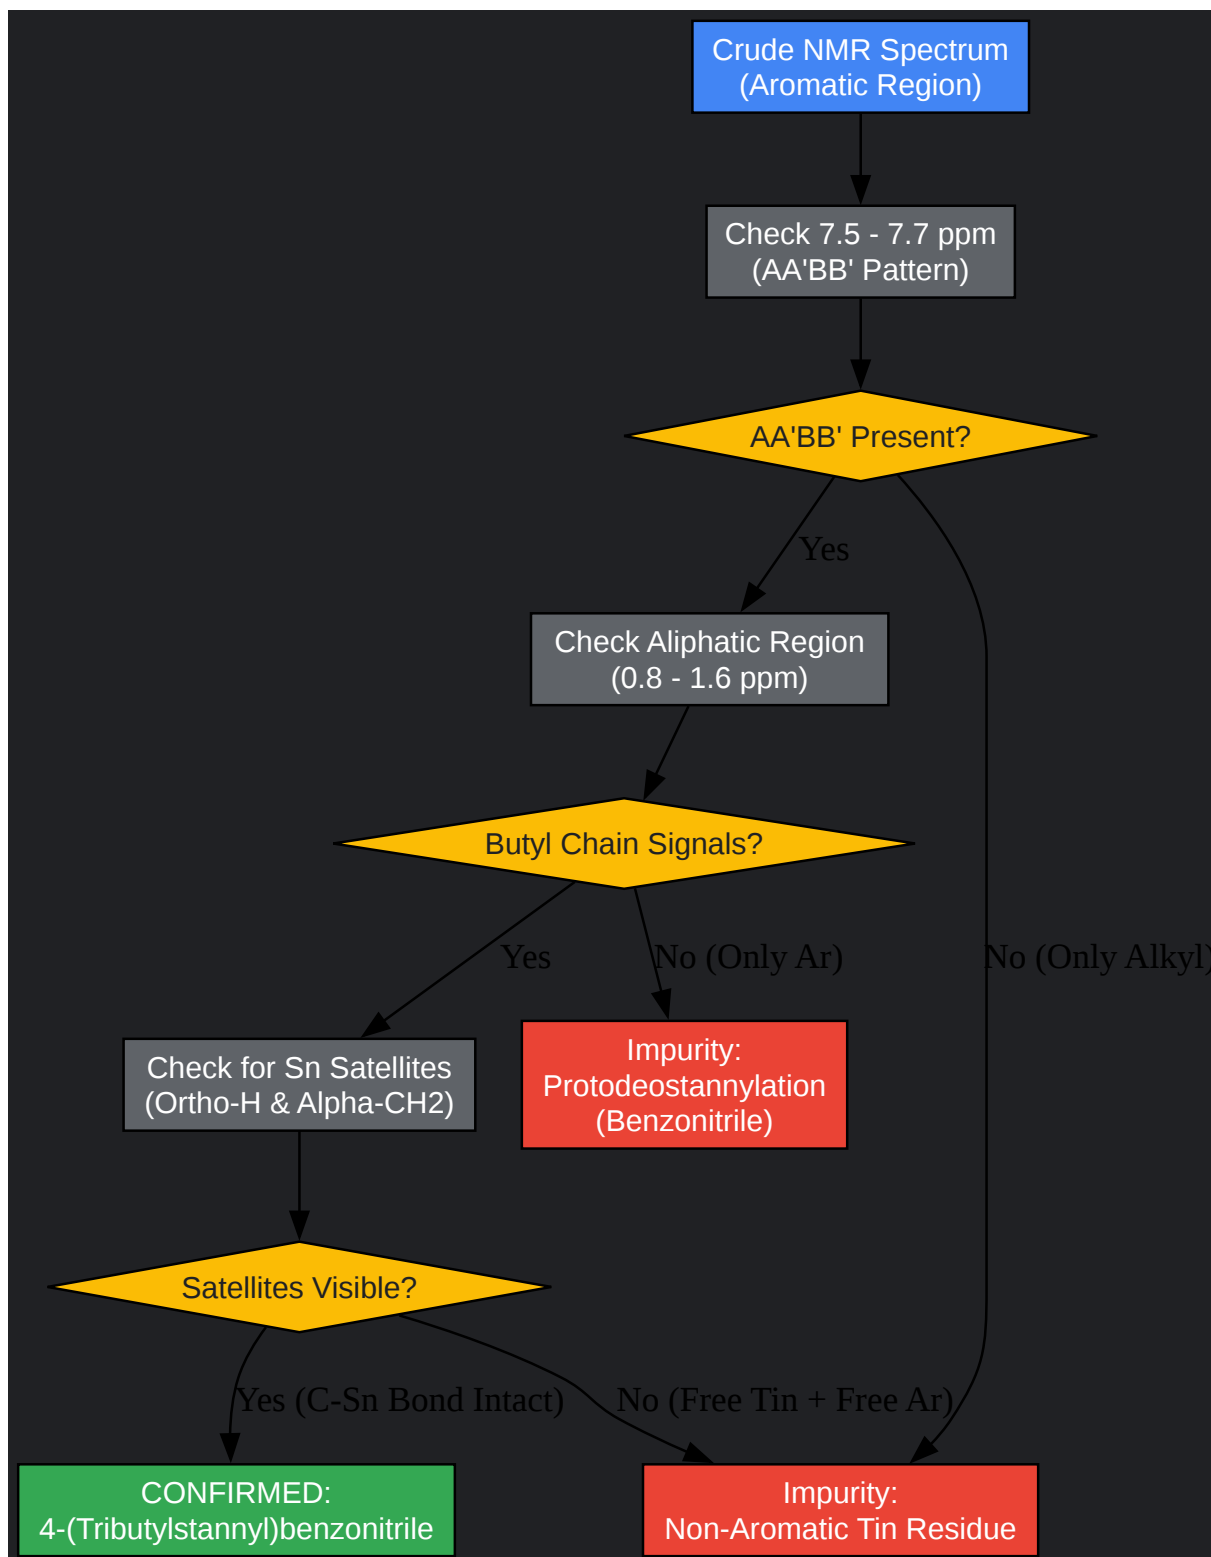 Crude NMR Spectrum
(Aromatic Region)
Check 7.5 - 7.7 ppm
(AA'BB' Pattern)
AA'BB' Present?
Yes
Check Aliphatic Region
(0.8 - 1.6 ppm)
Butyl Chain Signals?
Yes
No (Only Ar)
No (Only Alkyl)
Check for Sn Satellites
(Ortho-H & Alpha-CH2)
Impurity:
Protodeostannylation
(Benzonitrile)
Satellites Visible?
Yes (C-Sn Bond Intact)
No (Free Tin + Free Ar)
CONFIRMED:
4-(Tributylstannyl)benzonitrile
Impurity:
Non-Aromatic Tin Residue